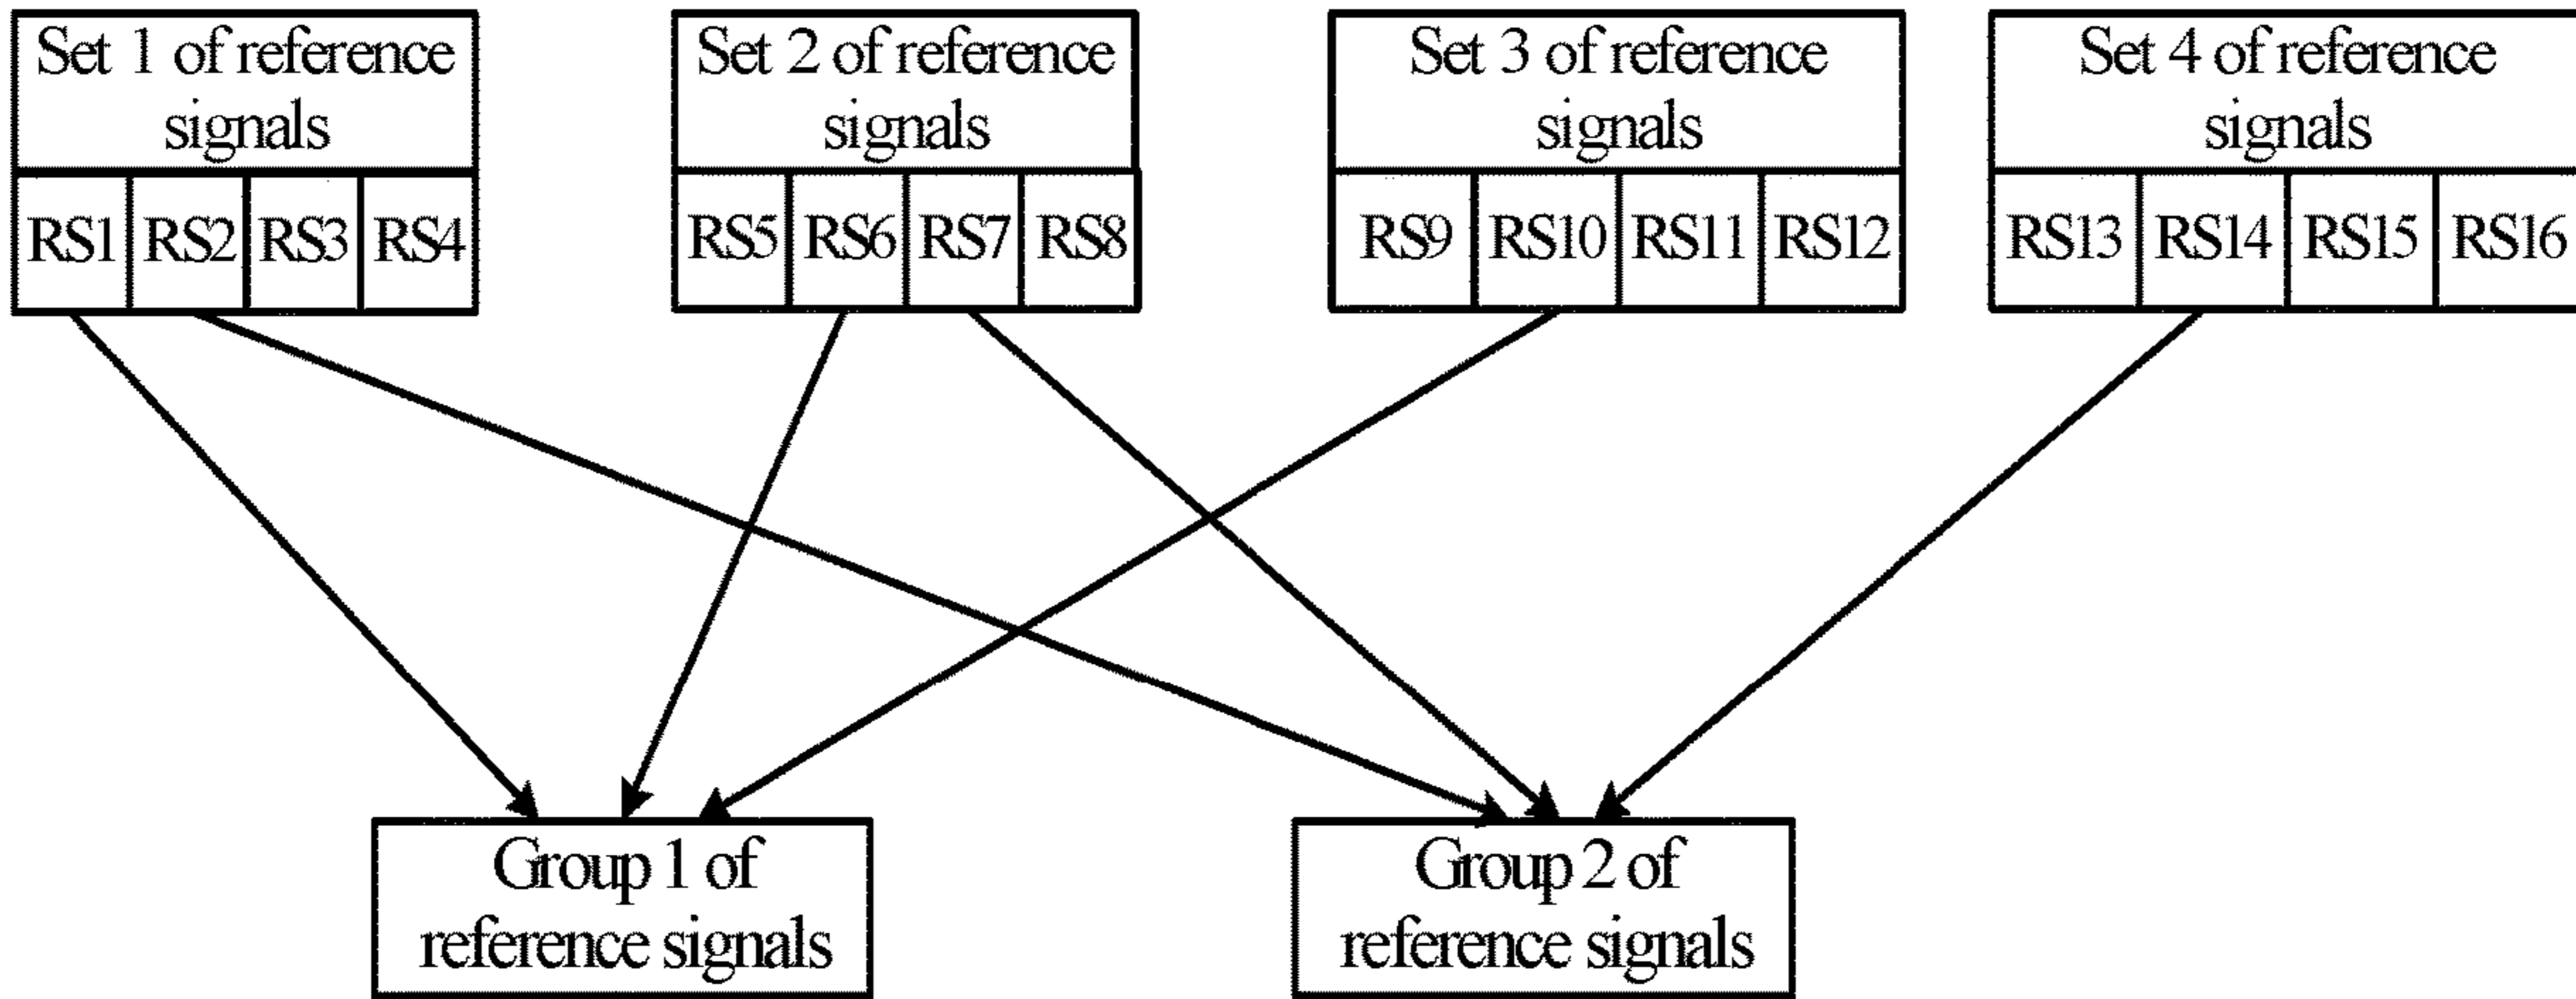 Set 1 of reference
signals
RS1 RS2 RS3 RS4
Set 2 of reference
signals
RS5 RS6 RS7 RS8
Set 3 of reference
signals
RS9 RS10 RS11 RS12
Set 4 of reference
signals
RS13 RS14 RS15 RS16
Group 1 of
reference signals
Group 2 of
reference signals